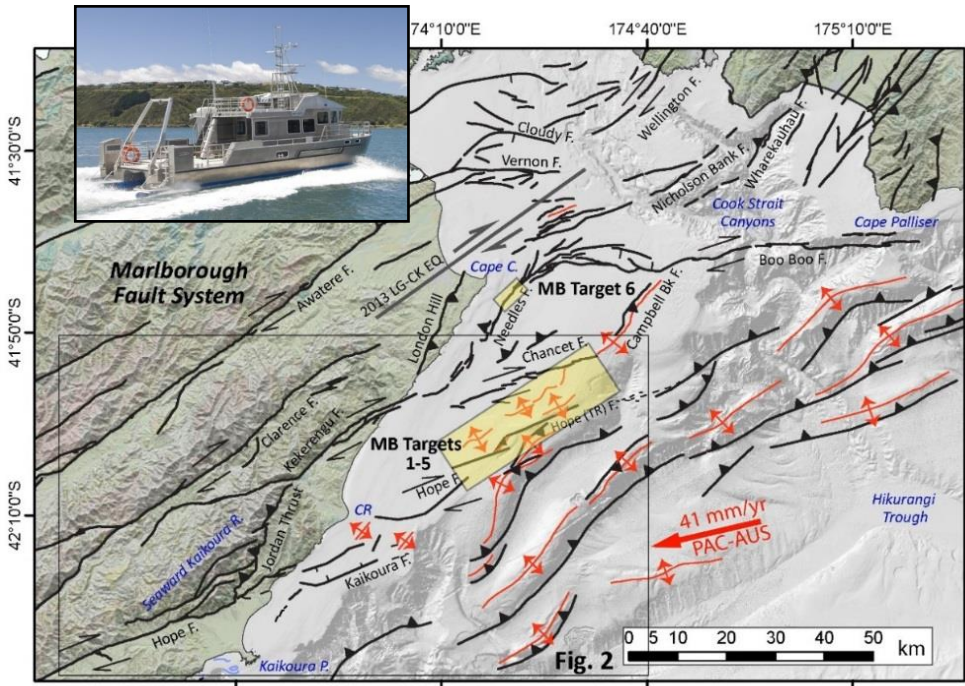 174°10'0"E
174°40'0"E
175°10'0"E
41°30'0"S
41°50'0"S
42°10'0"S
Cloudy F.
Wellington F.
Vernon F.
Nicholson Bank F.
Wharekauhau F.
Cook Strait
Canyons
Cape Palliser
Marlborough
Fault System
Awatere F.
2013 LG-CK EQ
Cape C.
MB Target 6
Boo Boo F.
London Hill
Needles F.
Campbell Bk F.
Chancet F.
Clarence F.
Kekerengu F.
Hope (TR) F.
MB Targets
1-5
Hope F.
CR
Hikurangi
Trough
Jordan Thrust
Seaward Kaikoura R.
41 mm/yr
PAC-AUS
Kaikoura F.
Hope F.
Kaikoura P.
Fig. 2
0 5 10 20 30 40 50
km